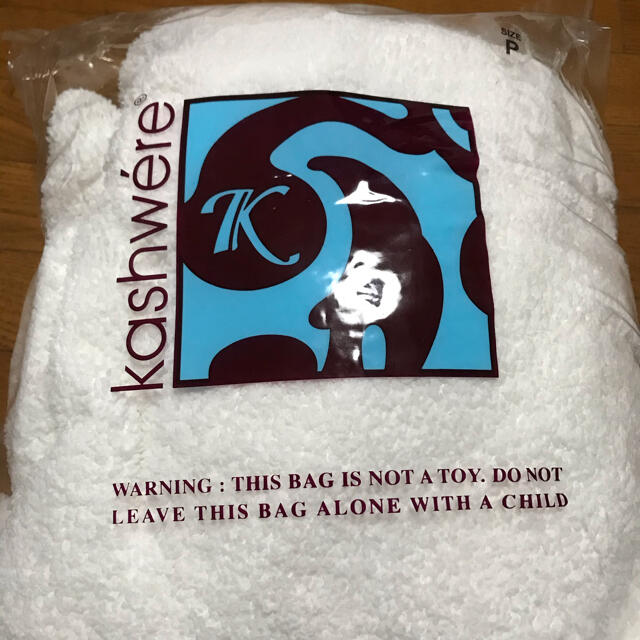 SIZE
P
kashwére®
K
WARNING : THIS BAG IS NOT A TOY. DO NOT
LEAVE THIS BAG ALONE WITH A CHILD